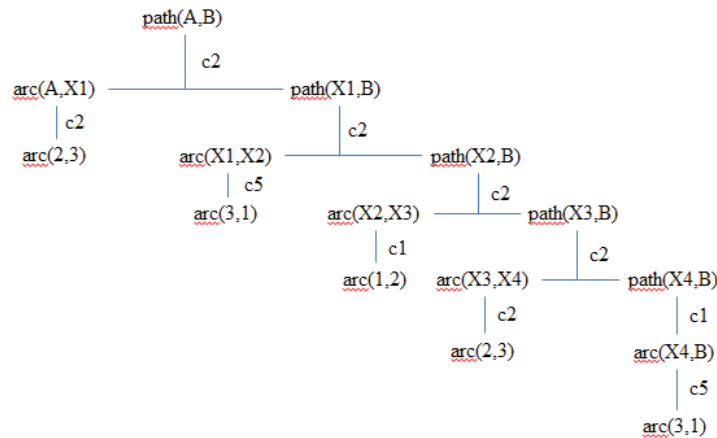 path(A,B)
c2
arc(A,X1) path(X1,B)
c2 c2
arc(2,3) arc(X1,X2) path(X2,B)
c5 c2
arc(3,1) arc(X2,X3) path(X3,B)
c1 c2
arc(1,2) arc(X3,X4) path(X4,B)
c2 c1
arc(2,3) arc(X4,B)
c5
arc(3,1)